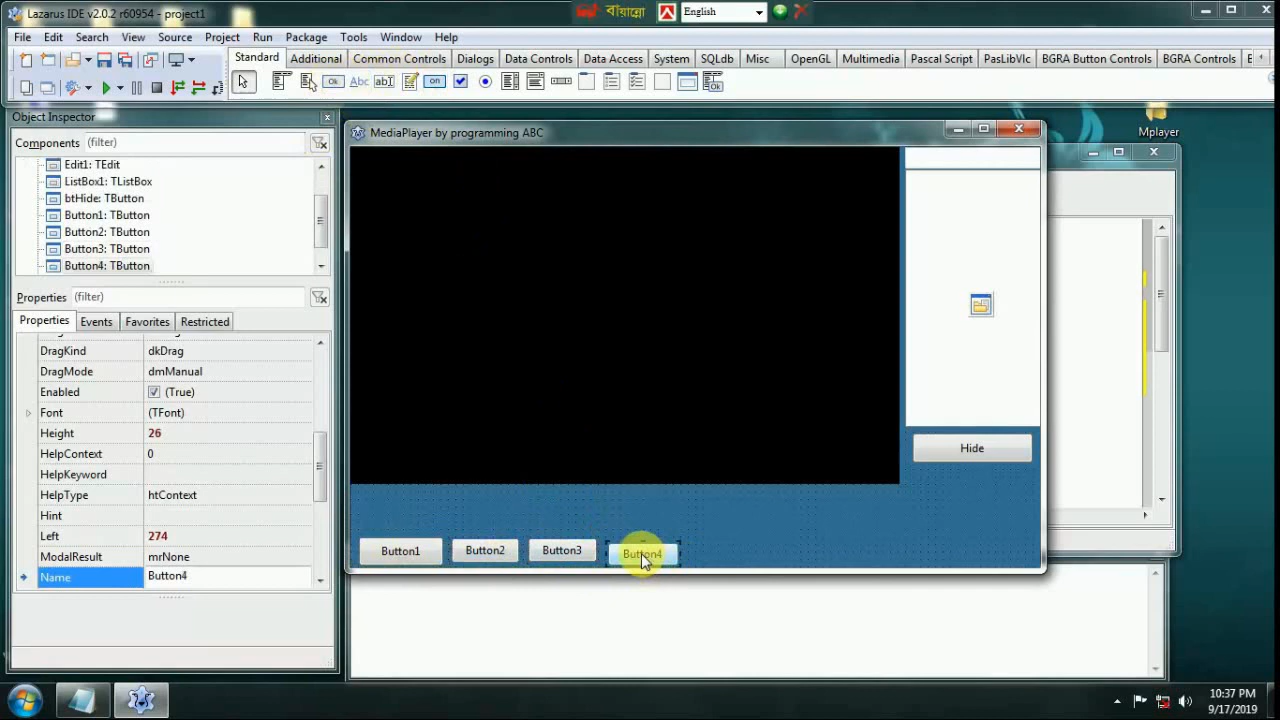 Lazarus IDE v2.0.2 r60954 - project1
বায়ান্নো
English
File Edit Search View Source Project Run Package Tools Window Help
Standard Additional Common Controls Dialogs Data Controls Data Access System SQLdb Misc OpenGL Multimedia Pascal Script PasLibVlc BGRA Button Controls BGRA Controls
Ok Abc abI on Ok
Object Inspector
Components (filter)
Edit1: TEdit
ListBox1: TListBox
btHide: TButton
Button1: TButton
Button2: TButton
Button3: TButton
Button4: TButton
Properties (filter)
Properties Events Favorites Restricted
DragKind dkDrag
DragMode dmManual
Enabled (True)
Font (TFont)
Height 26
HelpContext 0
HelpKeyword
HelpType htContext
Hint
Left 274
ModalResult mrNone
Name Button4
Mplayer
MediaPlayer by programming ABC
Hide
Button1 Button2 Button3 Button4
10:37 PM
9/17/2019